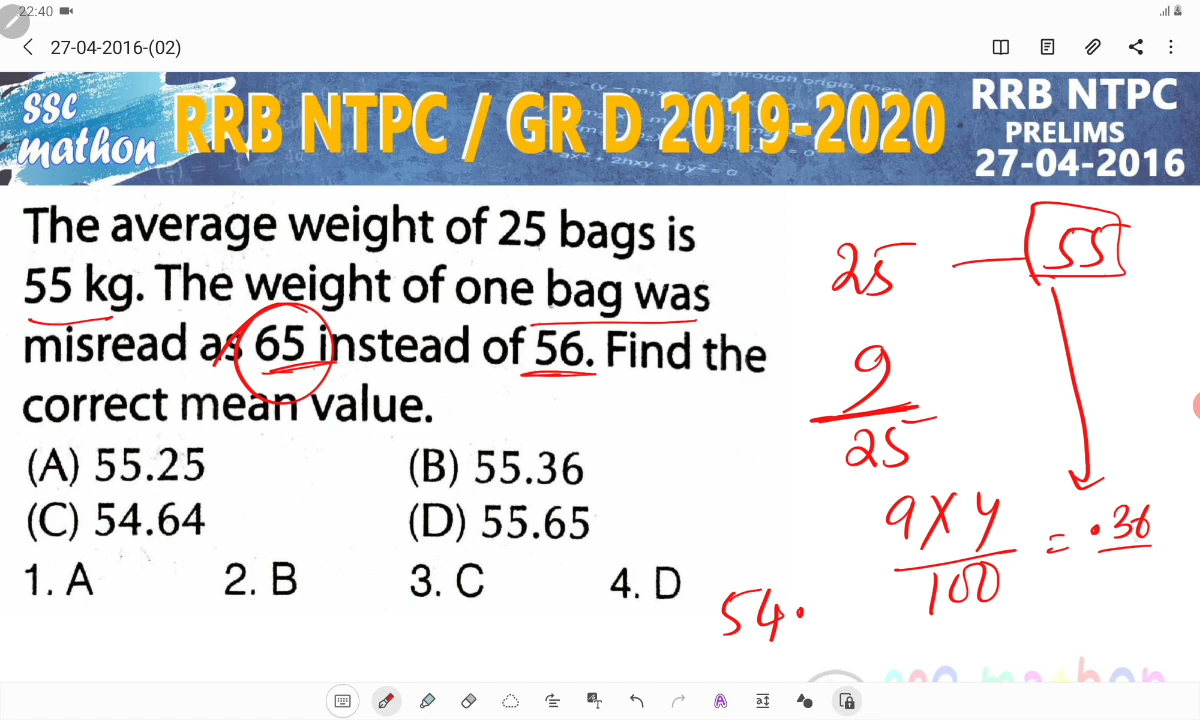 22:40
27-04-2016-(02)
SSC
mathon
RRB NTPC / GR D 2019-2020
RRB NTPC
PRELIMS
27-04-2016
The average weight of 25 bags is
55 kg. The weight of one bag was
misread as 65 instead of 56. Find the
correct mean value.
(A) 55.25 (B) 55.36
(C) 54.64 (D) 55.65
1. A 2. B 3. C 4. D
25 55
9
25
9 X 4
100
= .36
54.